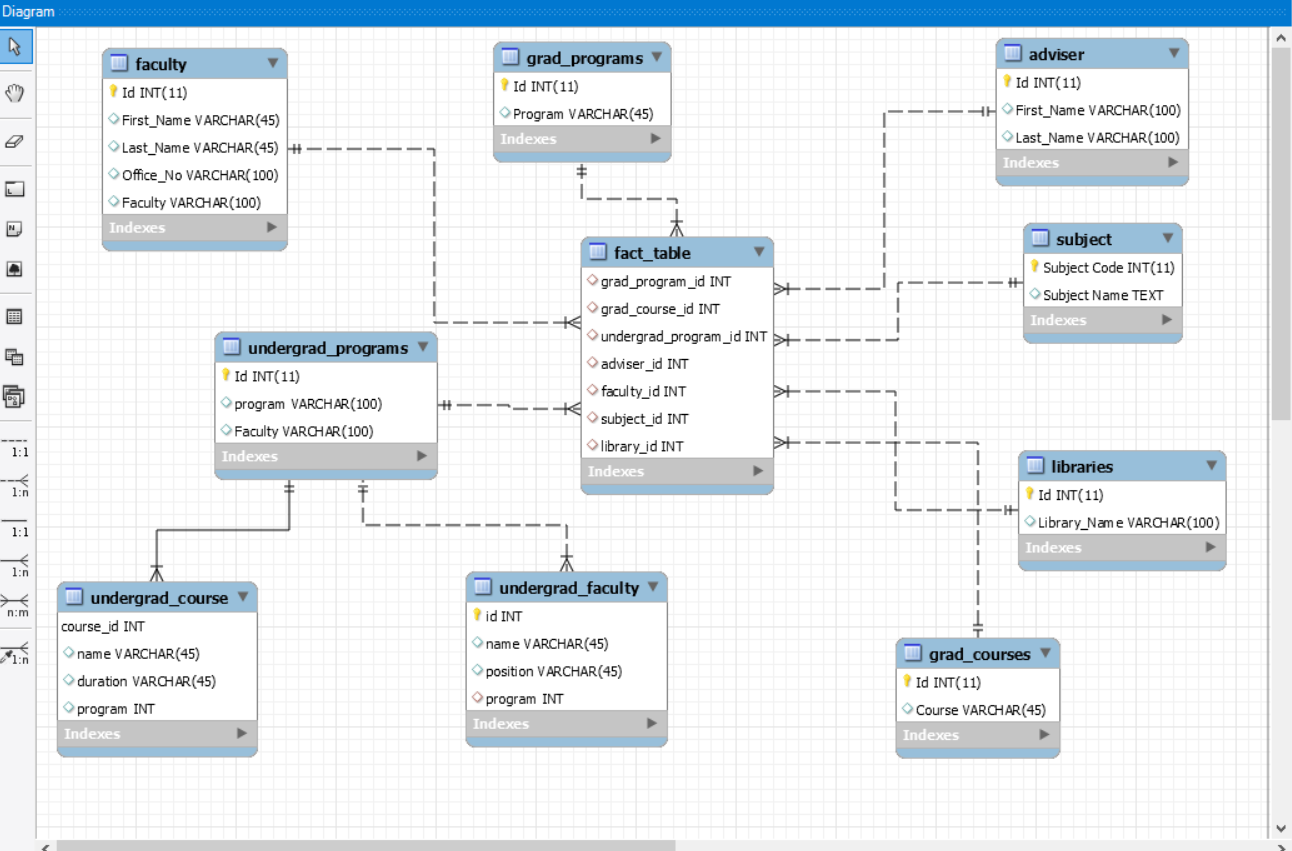 Diagram
faculty
Id INT(11)
First_Name VARCHAR(45)
Last_Name VARCHAR(45)
Office_No VARCHAR(100)
Faculty VARCHAR(100)
Indexes
grad_programs
Id INT(11)
Program VARCHAR(45)
Indexes
adviser
Id INT(11)
First_Name VARCHAR(100)
Last_Name VARCHAR(100)
Indexes
subject
Subject Code INT(11)
Subject Name TEXT
Indexes
fact_table
grad_program_id INT
grad_course_id INT
undergrad_program_id INT
adviser_id INT
faculty_id INT
subject_id INT
library_id INT
Indexes
undergrad_programs
Id INT(11)
program VARCHAR(100)
Faculty VARCHAR(100)
Indexes
libraries
Id INT(11)
Library_Name VARCHAR(100)
Indexes
undergrad_course
course_id INT
name VARCHAR(45)
duration VARCHAR(45)
program INT
Indexes
undergrad_faculty
id INT
name VARCHAR(45)
position VARCHAR(45)
program INT
Indexes
grad_courses
Id INT(11)
Course VARCHAR(45)
Indexes
1:1
1:n
1:1
1:n
n:m
1:n